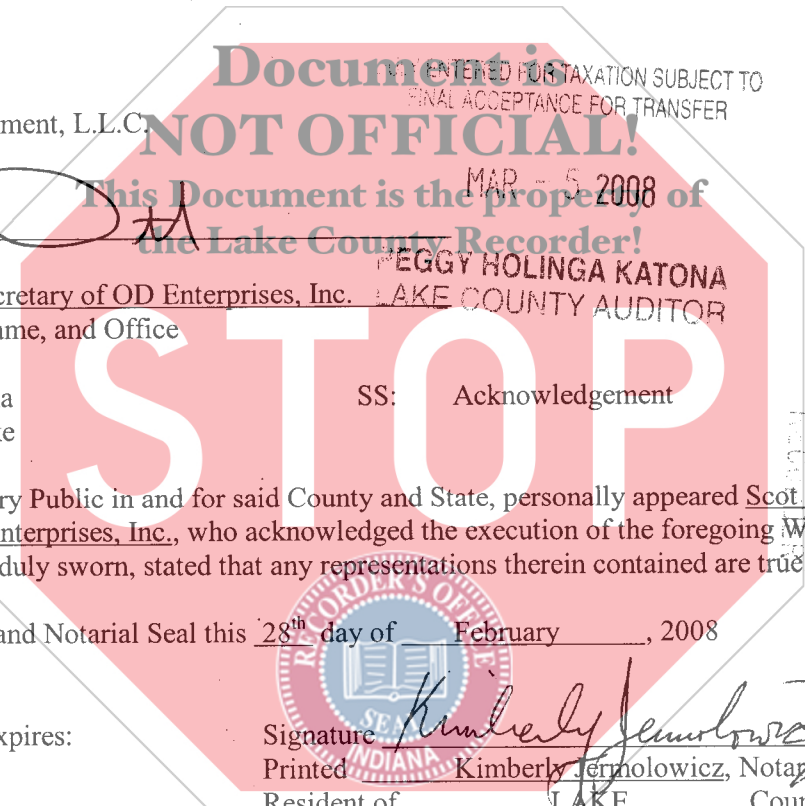 Document is
DULY ENTERED FOR TAXATION SUBJECT TO
FINAL ACCEPTANCE FOR TRANSFER
ment, L.L.C.
NOT OFFICIAL!
MAR - 5 2008
This Document is the property of
the Lake County Recorder!
PEGGY HOLINGA KATONA
LAKE COUNTY AUDITOR
cretary of OD Enterprises, Inc.
me, and Office
STOP
a SS: Acknowledgement
ke
ry Public in and for said County and State, personally appeared Scot
nterprises, Inc., who acknowledged the execution of the foregoing W
duly sworn, stated that any representations therein contained are true
RECORDER'S OFFICE
and Notarial Seal this 28th day of February, 2008
SEAL
INDIANA
xpires: Signature Kimberly Jermolowicz
Printed Kimberly Jermolowicz, Notar
Resident of LAKE Coun